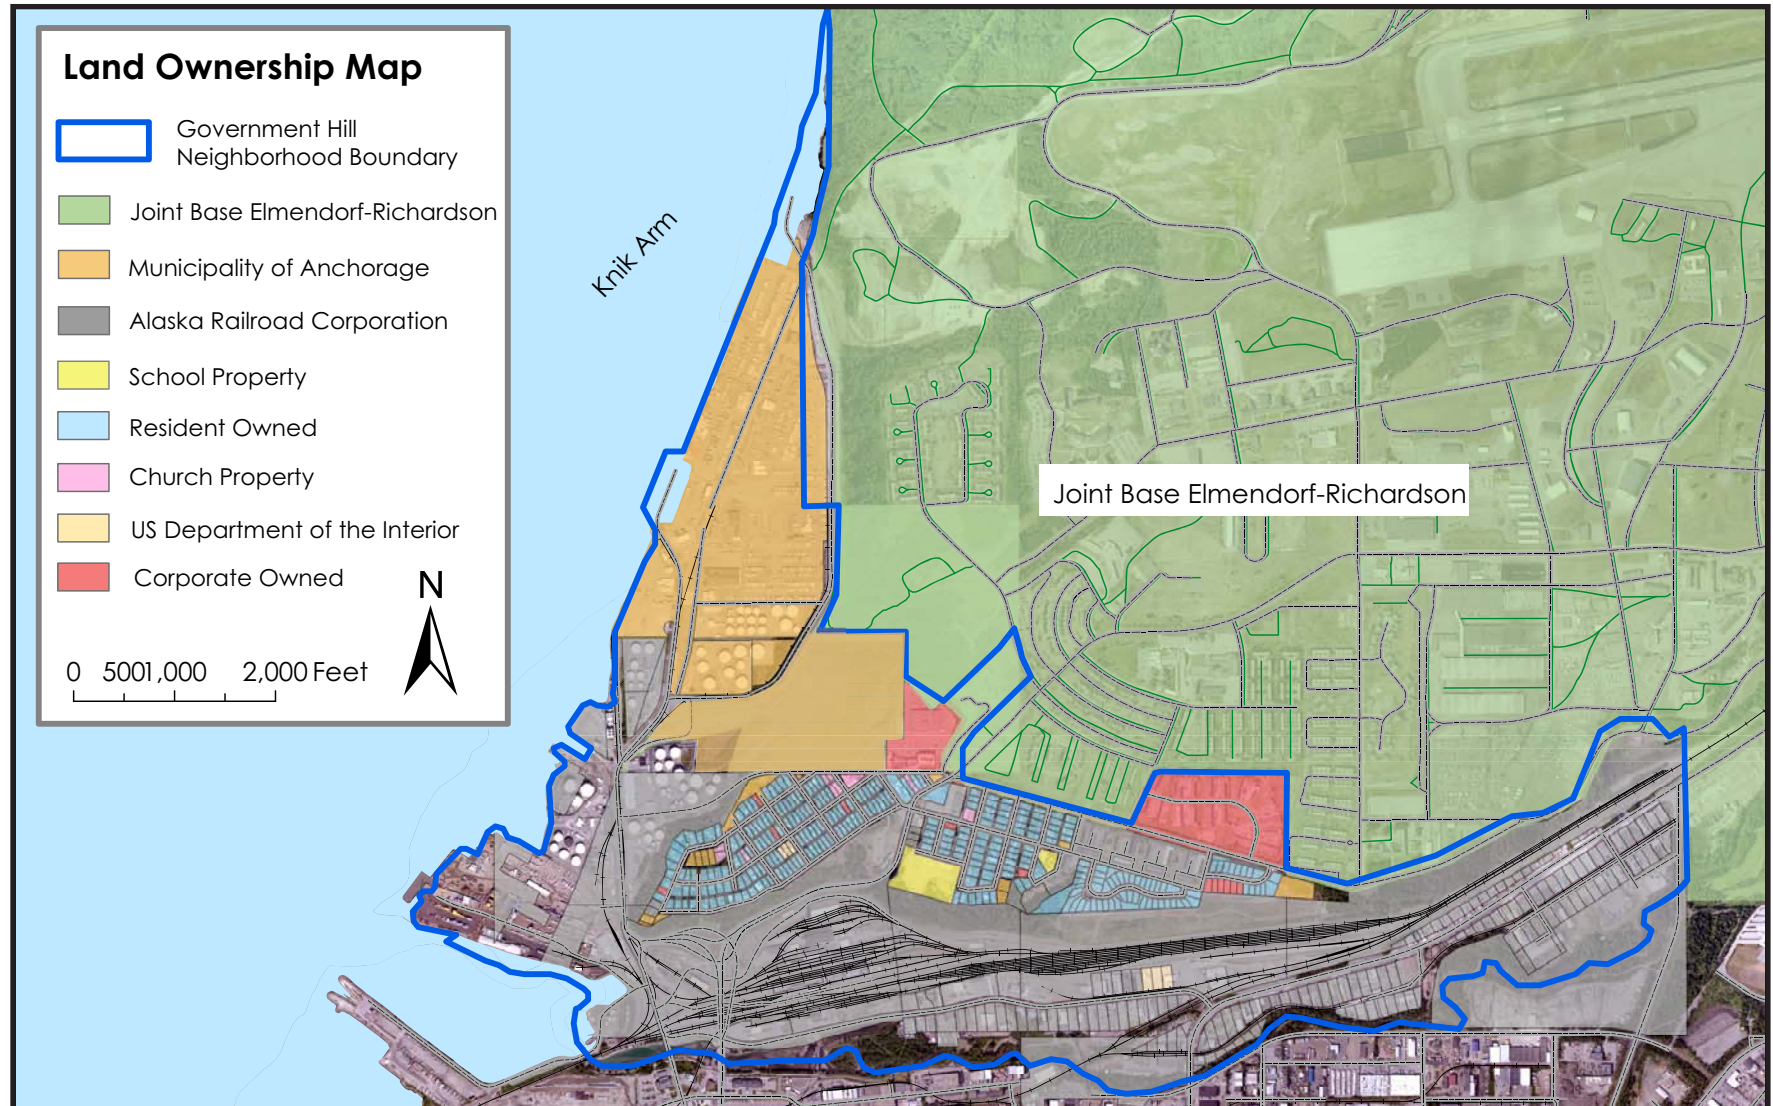 Land Ownership Map
Government Hill
Neighborhood Boundary
Joint Base Elmendorf-Richardson
Municipality of Anchorage
Alaska Railroad Corporation
School Property
Resident Owned
Church Property
US Department of the Interior
Corporate Owned
N
0 5001,000 2,000 Feet
Knik Arm
Joint Base Elmendorf-Richardson